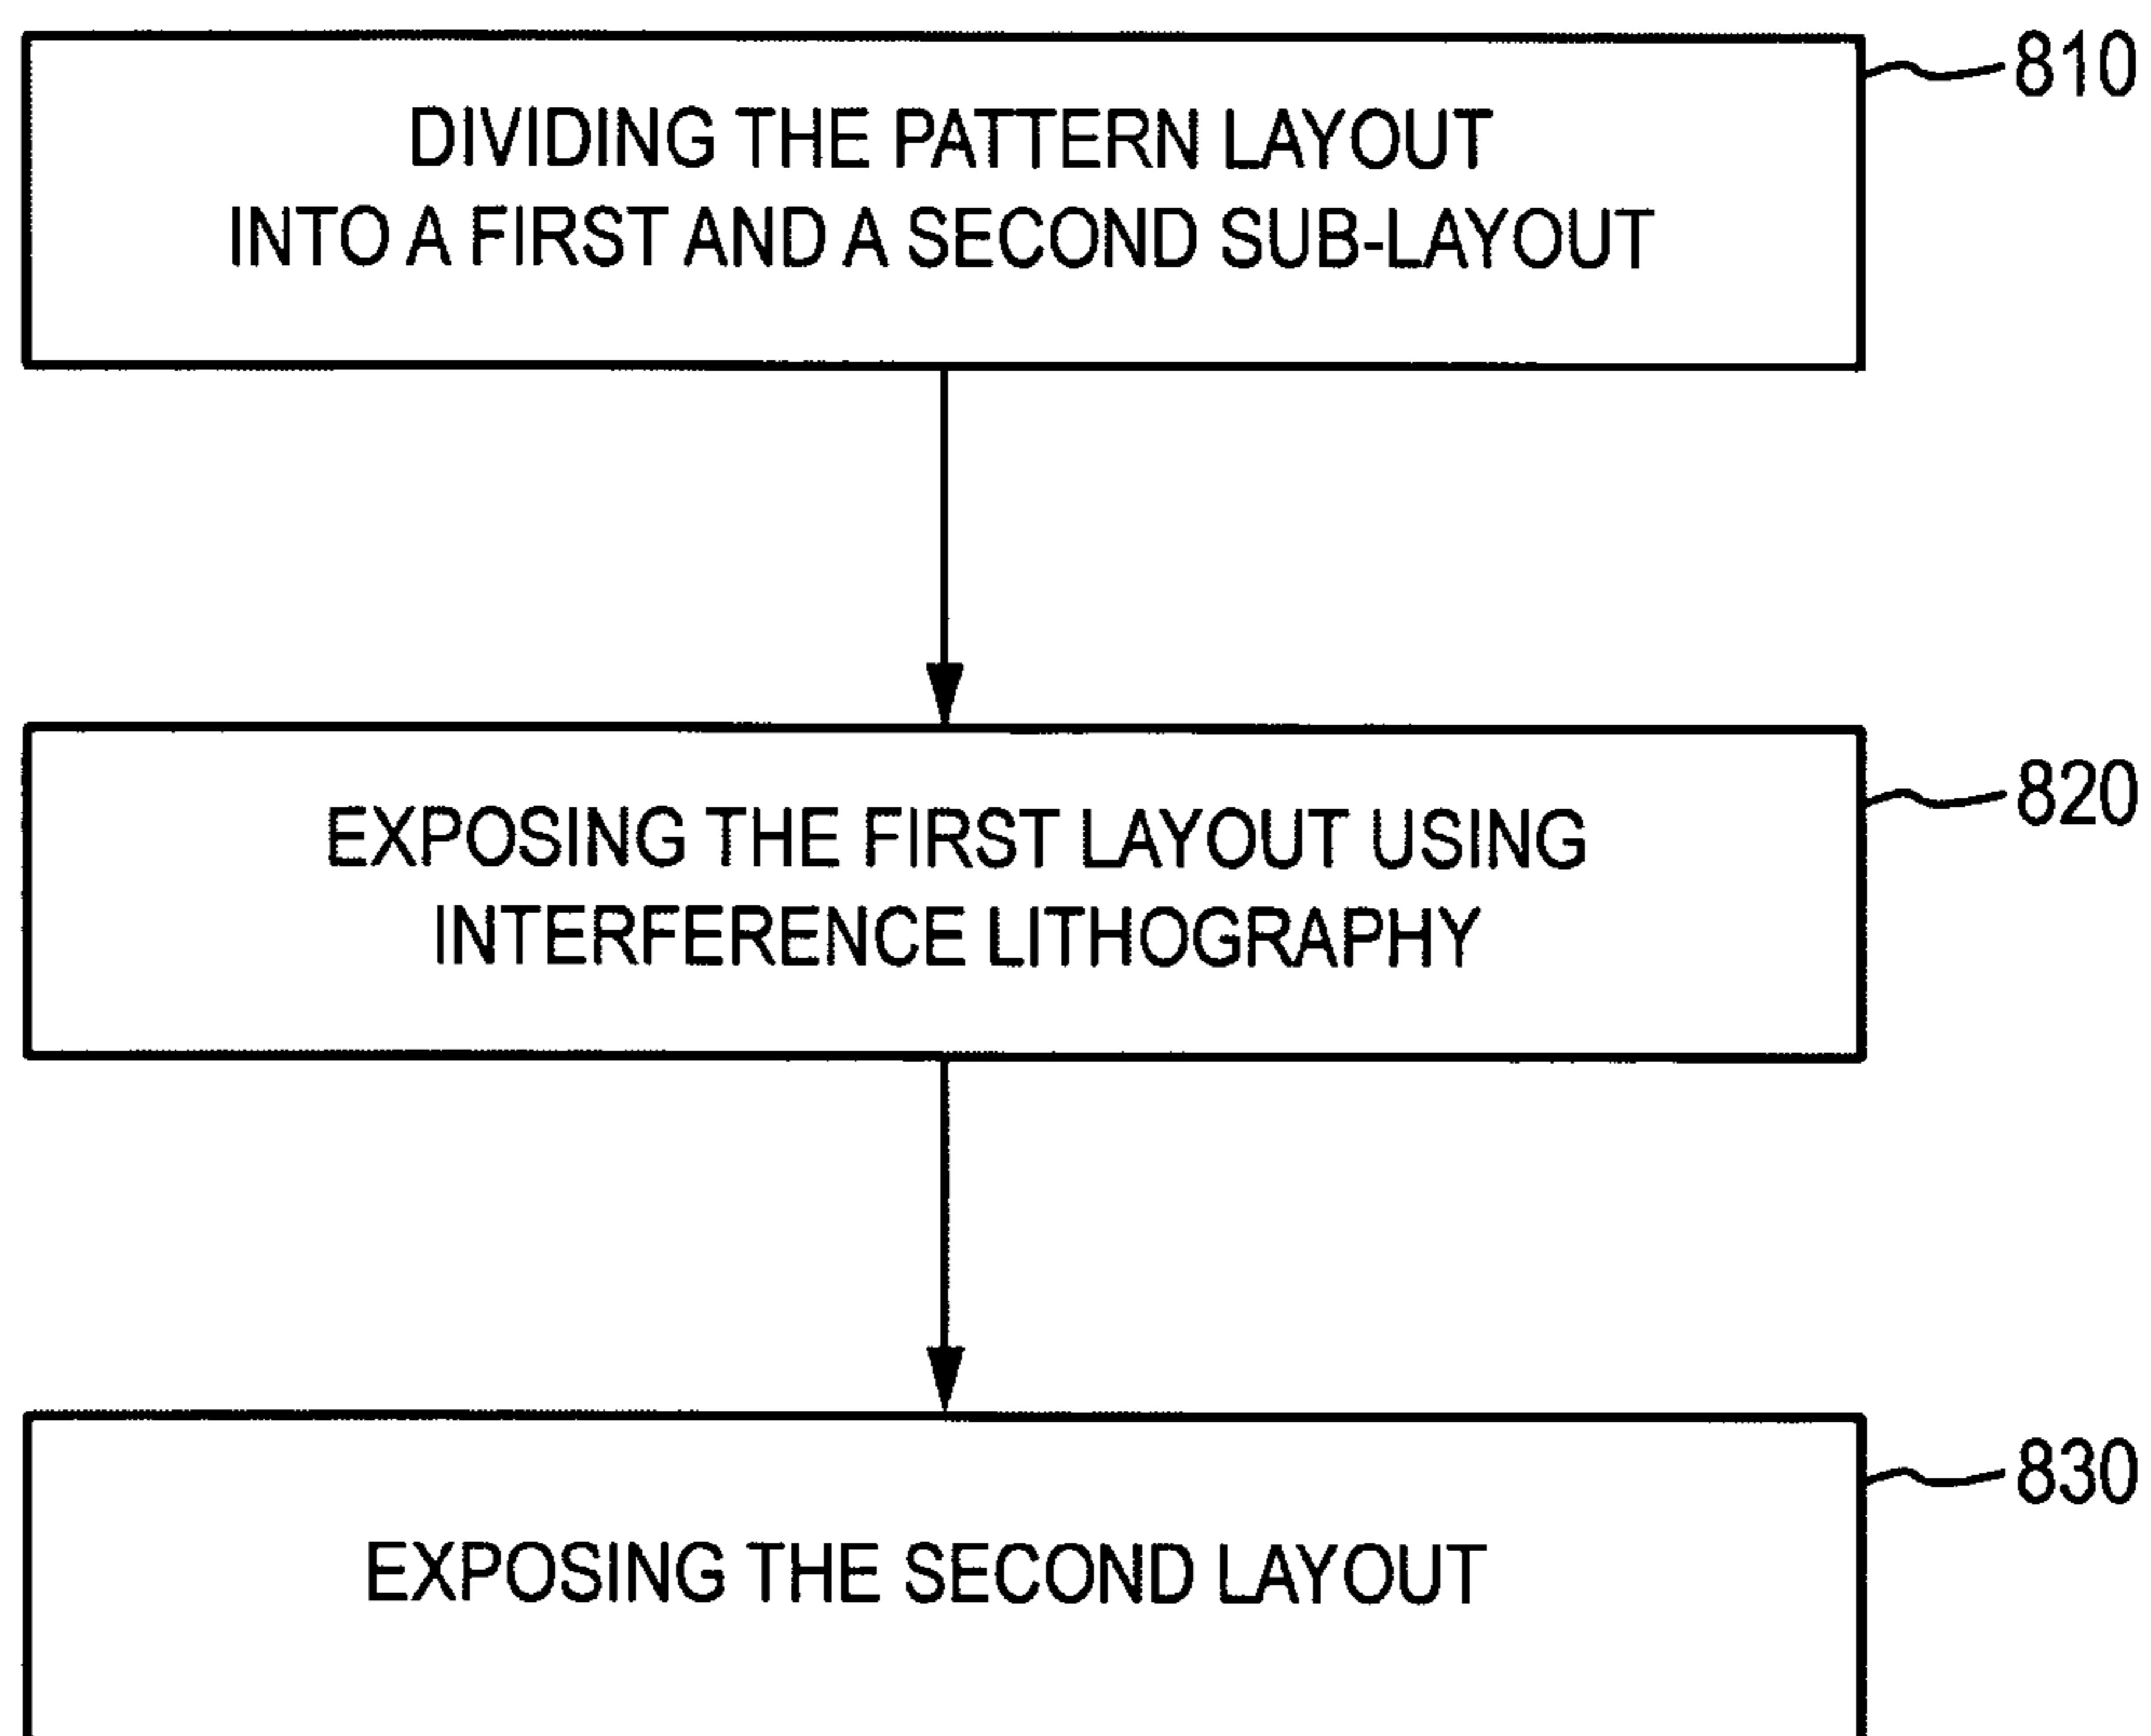 810
DIVIDING THE PATTERN LAYOUT
INTO A FIRST AND A SECOND SUB-LAYOUT
820
EXPOSING THE FIRST LAYOUT USING
INTERFERENCE LITHOGRAPHY
830
EXPOSING THE SECOND LAYOUT